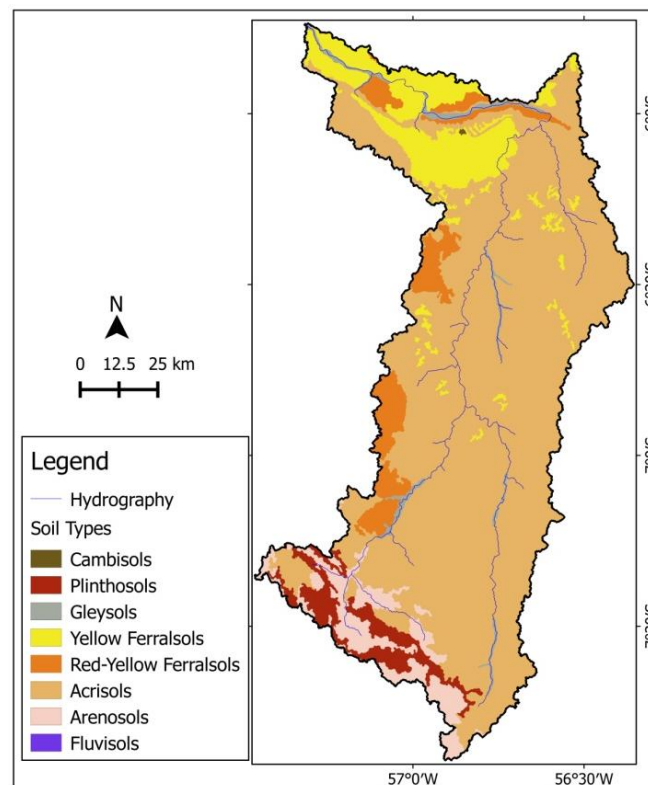 N
0 12.5 25 km
Legend
Hydrography
Soil Types
Cambisols
Plinthosols
Gleysols
Yellow Ferralsols
Red-Yellow Ferralsols
Acrisols
Arenosols
Fluvisols
57°0'W 56°30'W